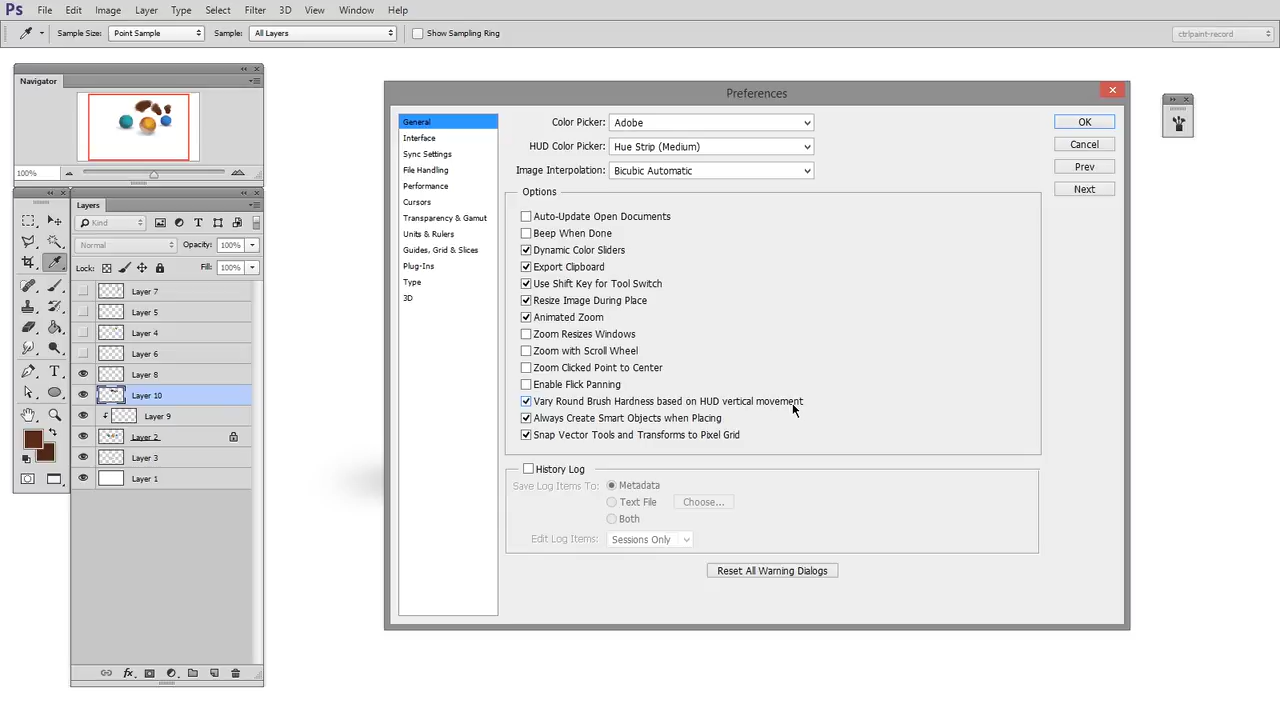 Ps File Edit Image Layer Type Select Filter 3D View Window Help
Sample Size: Point Sample Sample: All Layers Show Sampling Ring ctrlpaint-record
Navigator
100%
Layers
Kind
Normal Opacity: 100%
Lock: Fill: 100%
Layer 7
Layer 5
Layer 4
Layer 6
Layer 8
Layer 10
Layer 9
Layer 2
Layer 3
Layer 1
Preferences
General
Interface
Sync Settings
File Handling
Performance
Cursors
Transparency & Gamut
Units & Rulers
Guides, Grid & Slices
Plug-Ins
Type
3D
Color Picker: Adobe
HUD Color Picker: Hue Strip (Medium)
Image Interpolation: Bicubic Automatic
Options
Auto-Update Open Documents
Beep When Done
Dynamic Color Sliders
Export Clipboard
Use Shift Key for Tool Switch
Resize Image During Place
Animated Zoom
Zoom Resizes Windows
Zoom with Scroll Wheel
Zoom Clicked Point to Center
Enable Flick Panning
Vary Round Brush Hardness based on HUD vertical movement
Always Create Smart Objects when Placing
Snap Vector Tools and Transforms to Pixel Grid
History Log
Save Log Items To: Metadata
Text File Choose...
Both
Edit Log Items: Sessions Only
Reset All Warning Dialogs
OK
Cancel
Prev
Next